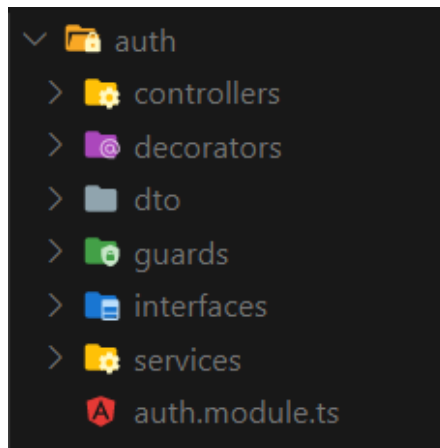 auth
controllers
decorators
dto
guards
interfaces
services
auth.module.ts